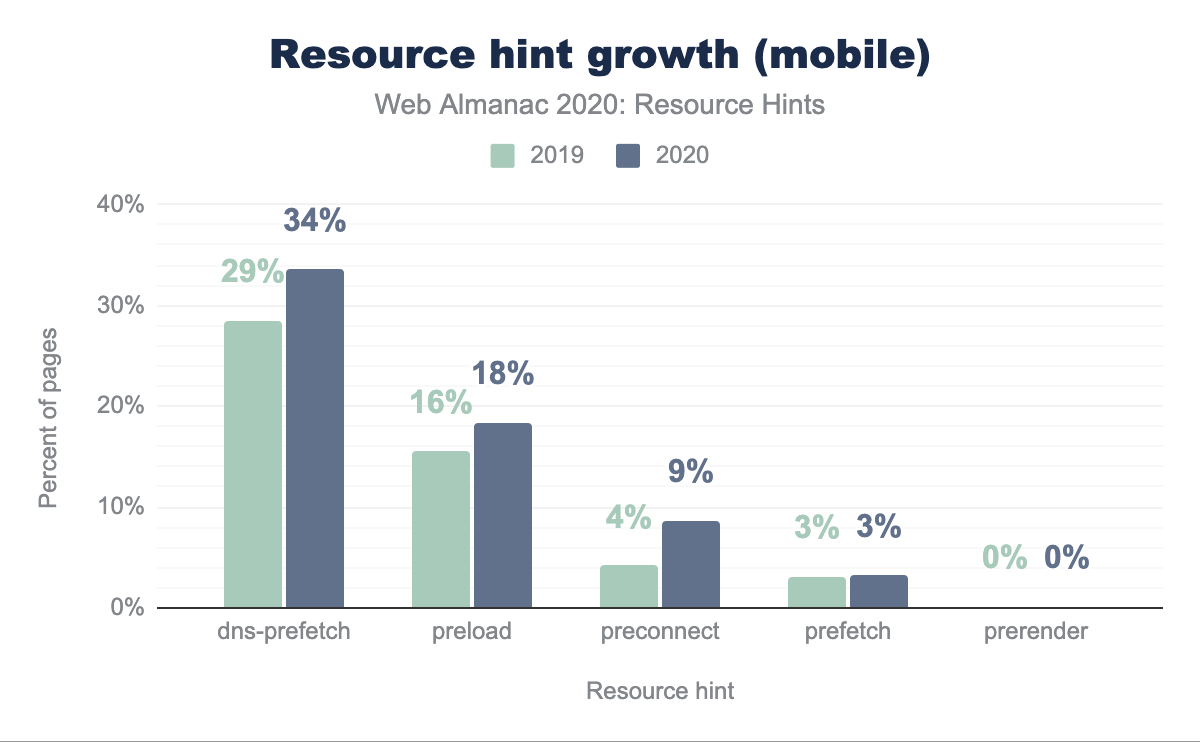 Resource hint growth (mobile)
Web Almanac 2020: Resource Hints
2019 2020
40%
30%
20%
10%
0%
Percent of pages
29% 34%
16% 18%
4% 9%
3% 3%
0% 0%
dns-prefetch preload preconnect prefetch prerender
Resource hint